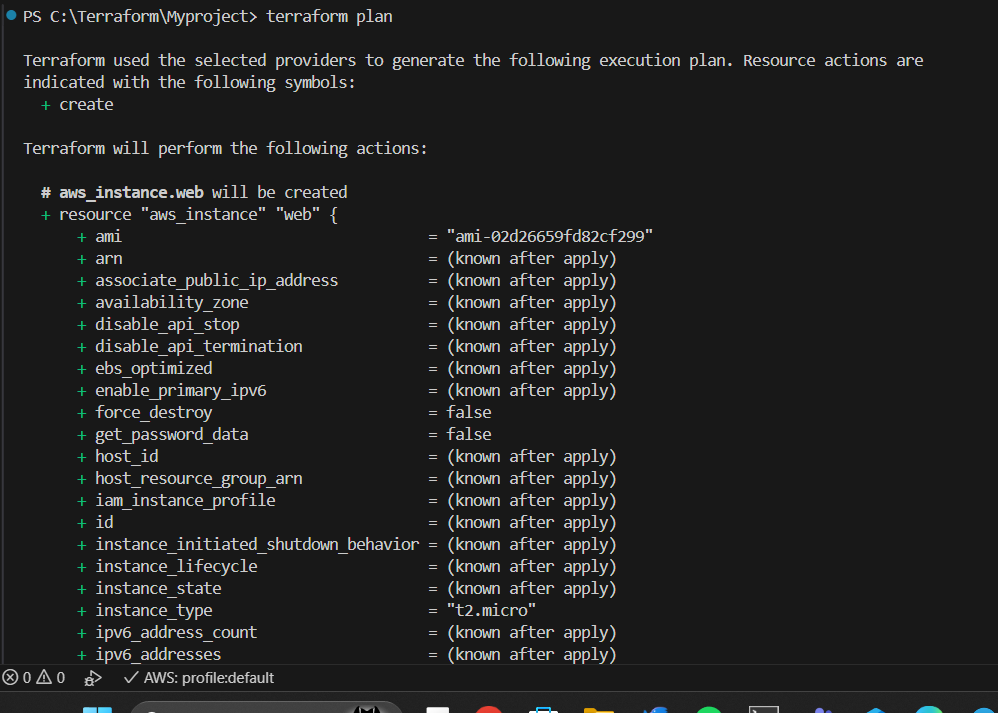 PS C:\Terraform\Myproject> terraform plan
Terraform used the selected providers to generate the following execution plan. Resource actions are
indicated with the following symbols:
+ create
Terraform will perform the following actions:
# aws_instance.web will be created
+ resource "aws_instance" "web" {
+ ami = "ami-02d26659fd82cf299"
+ arn = (known after apply)
+ associate_public_ip_address = (known after apply)
+ availability_zone = (known after apply)
+ disable_api_stop = (known after apply)
+ disable_api_termination = (known after apply)
+ ebs_optimized = (known after apply)
+ enable_primary_ipv6 = (known after apply)
+ force_destroy = false
+ get_password_data = false
+ host_id = (known after apply)
+ host_resource_group_arn = (known after apply)
+ iam_instance_profile = (known after apply)
+ id = (known after apply)
+ instance_initiated_shutdown_behavior = (known after apply)
+ instance_lifecycle = (known after apply)
+ instance_state = (known after apply)
+ instance_type = "t2.micro"
+ ipv6_address_count = (known after apply)
+ ipv6_addresses = (known after apply)
0 0 AWS: profile:default